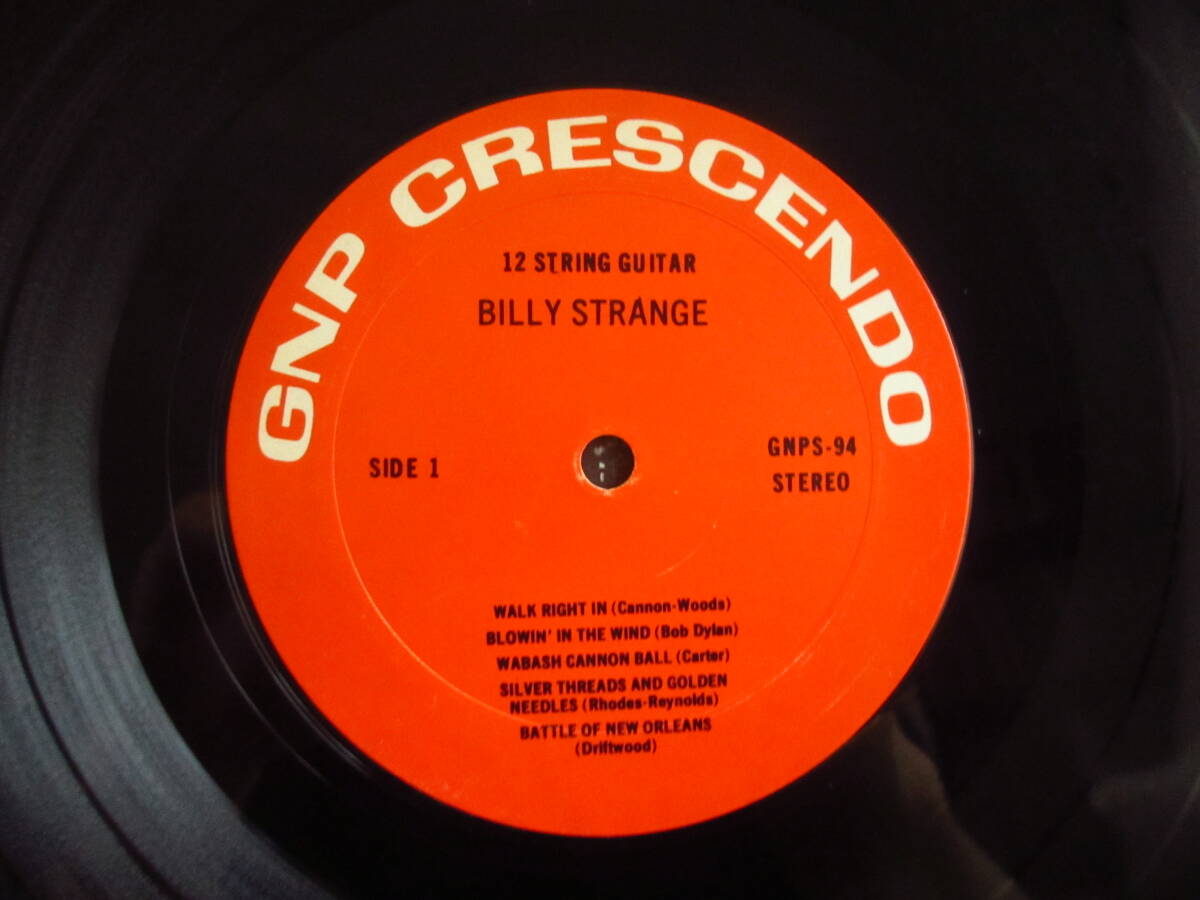 GNP CRESCENDO
12 STRING GUITAR
BILLY STRANGE
SIDE 1
GNPS-94
STEREO
WALK RIGHT IN (Cannon-Woods)
BLOWIN' IN THE WIND (Bob Dylan)
WABASH CANNON BALL (Carter)
SILVER THREADS AND GOLDEN
NEEDLES (Rhodes-Reynolds)
BATTLE OF NEW ORLEANS
(Driftwood)